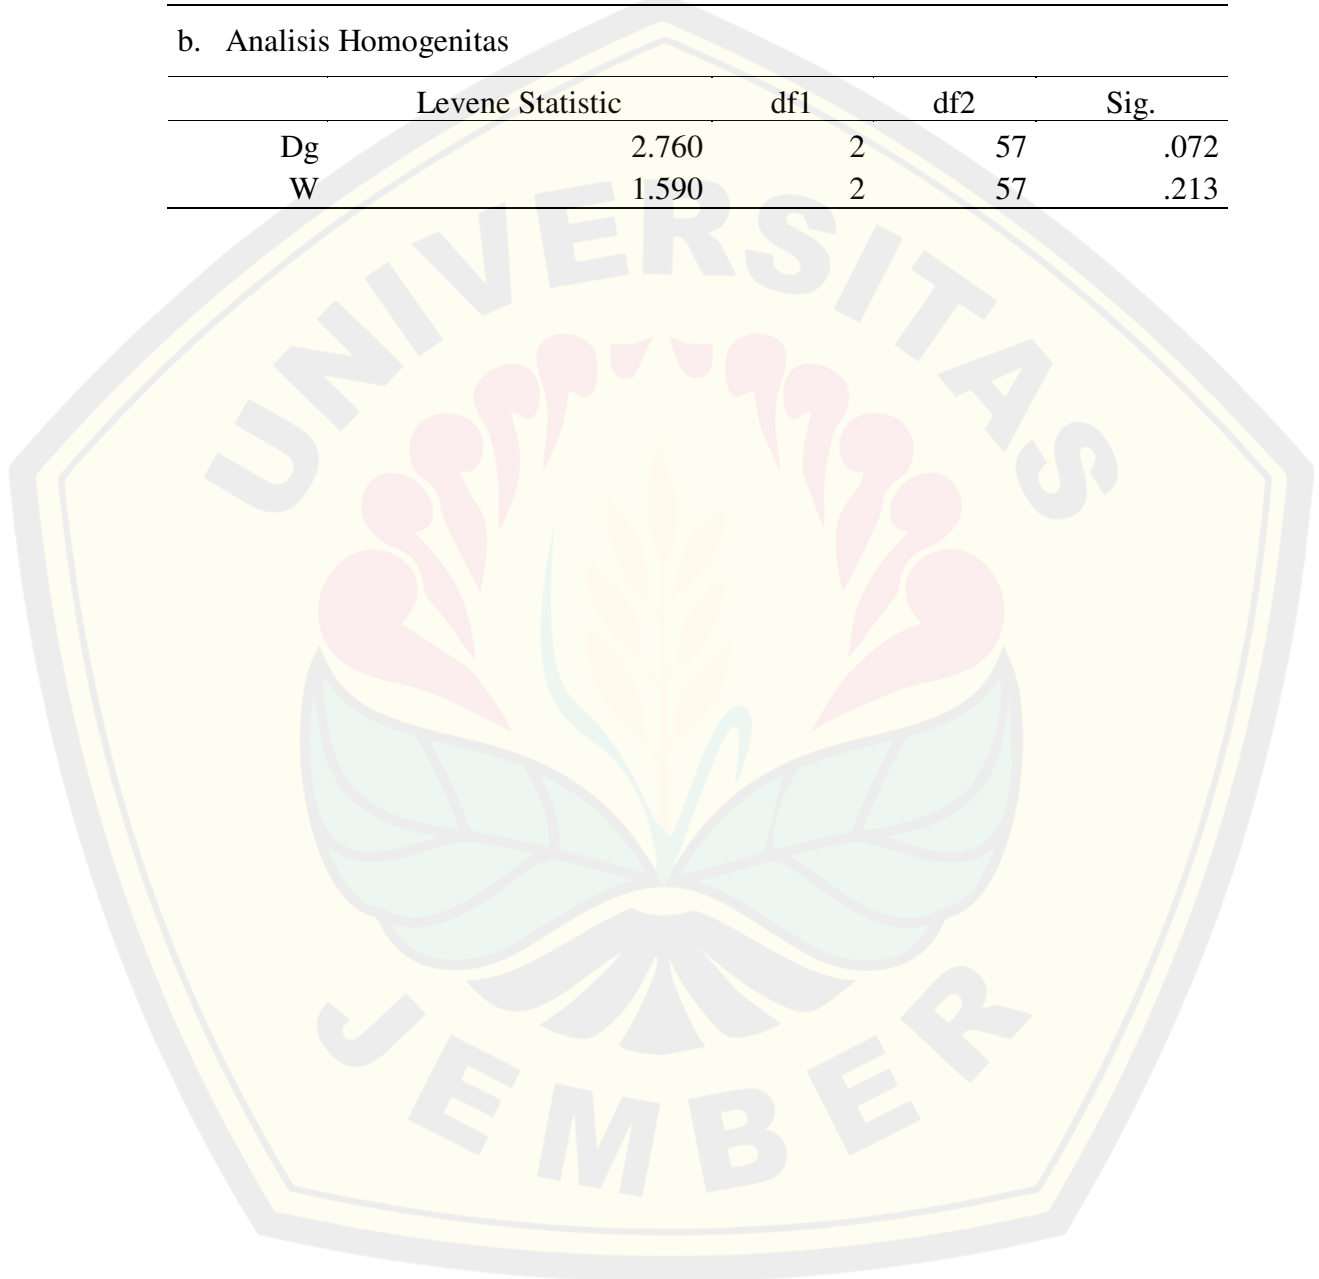 b. Analisis Homogenitas
Levene Statistic df1 df2 Sig.
Dg 2.760 2 57 .072
W 1.590 2 57 .213
UNIVERSITAS
JEMBER